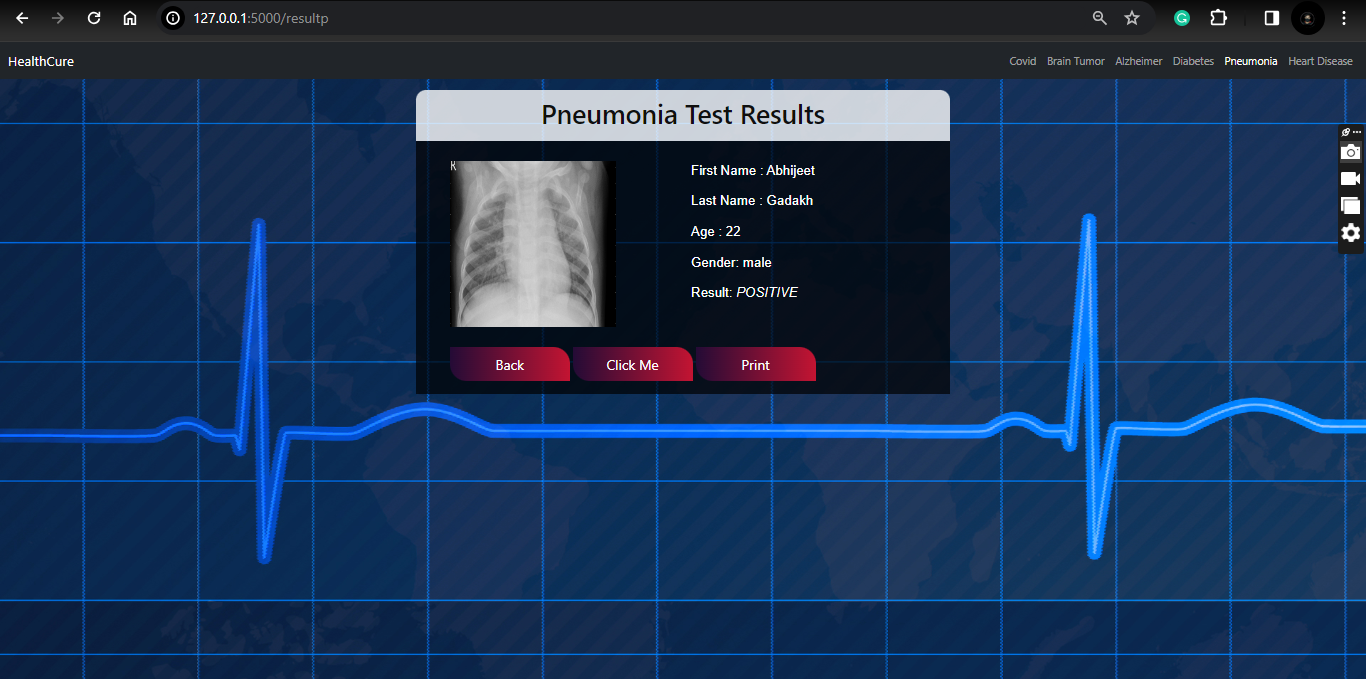 127.0.0.1:5000/resultp
HealthCure
Covid Brain Tumor Alzheimer Diabetes Pneumonia Heart Disease
Pneumonia Test Results
R
First Name : Abhijeet
Last Name : Gadakh
Age : 22
Gender: male
Result: POSITIVE
Back Click Me Print